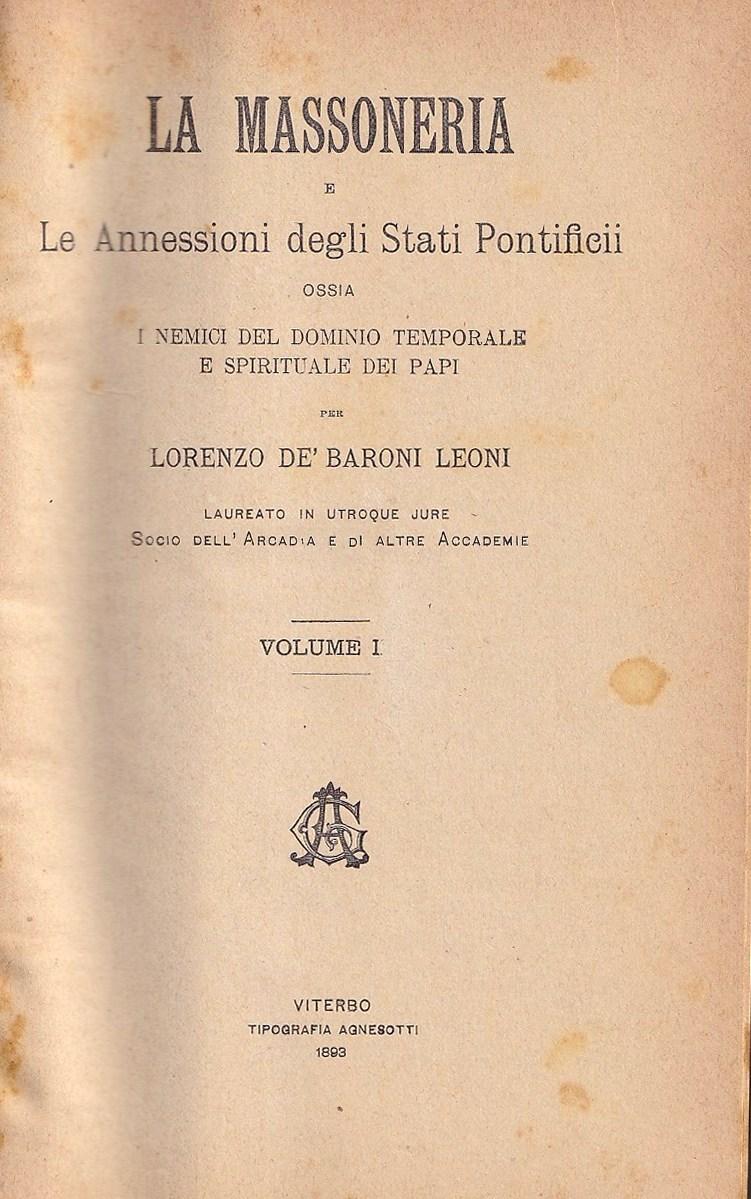 LA MASSONERIA
E
Le Annessioni degli Stati Pontificii
OSSIA
I NEMICI DEL DOMINIO TEMPORALE
E SPIRITUALE DEI PAPI
PER
LORENZO DE' BARONI LEONI
LAUREATO IN UTROQUE JURE
SOCIO DELL' ARCADIA E DI ALTRE ACCADEMIE
VOLUME I.
AG
VITERBO
TIPOGRAFIA AGNESOTTI
1893